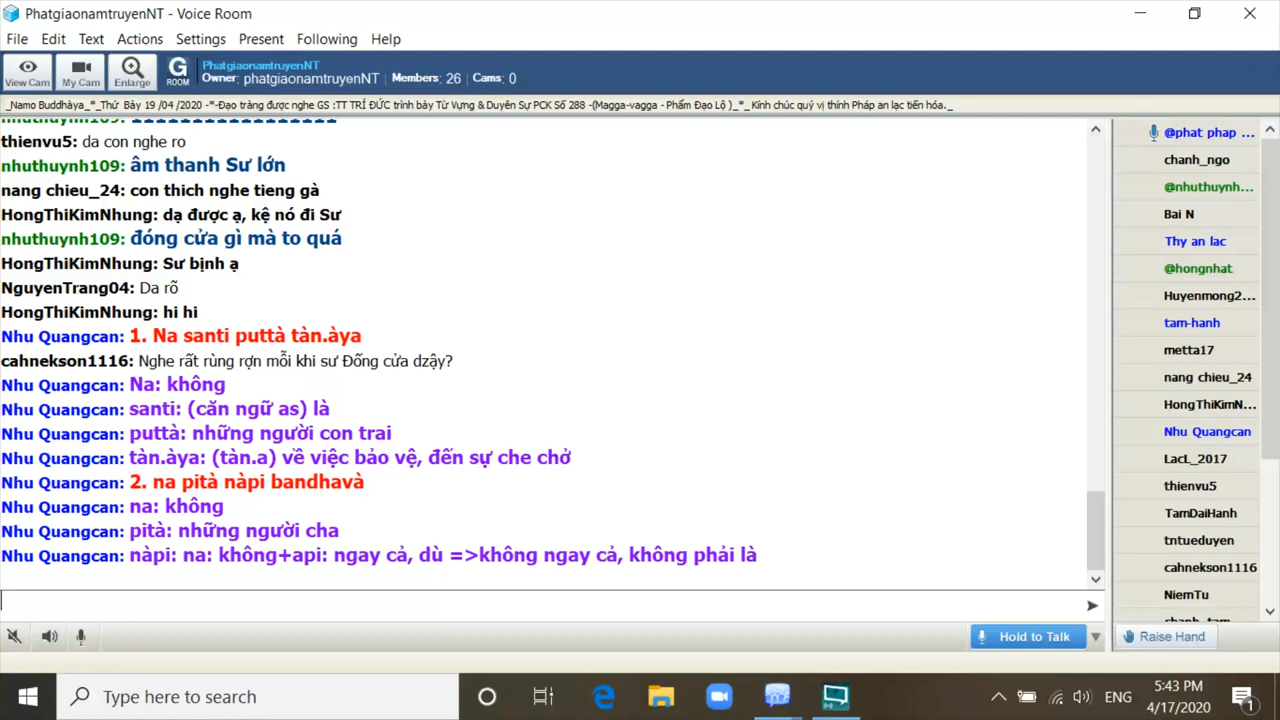 PhatgiaonamtruyenNT - Voice Room
File Edit Text Actions Settings Present Following Help
View Cam My Cam Enlarge G ROOM
PhatgiaonamtruyenNT
Owner: phatgiaonamtruyenNT Members: 26 Cams: 0
_Namo Buddhàya_*_Thứ Bảy 19 /04 /2020 -*-Đạo tràng được nghe GS :TT TRÍ ĐỨC trình bày Từ Vựng & Duyên Sự PCK Số 288 -(Magga-vagga - Phẩm Đạo Lộ )_*_ Kính chúc quý vị thính Pháp an lạc tiến hóa._
nhuthuynh109:
thienvu5: da con nghe ro
nhuthuynh109: âm thanh Sư lớn
nang chieu_24: con thich nghe tieng gà
HongThiKimNhung: dạ được ạ, kệ nó đi Sư
nhuthuynh109: đóng cửa gì mà to quá
HongThiKimNhung: Sư bịnh ạ
NguyenTrang04: Da rõ
HongThiKimNhung: hi hi
Nhu Quangcan: 1. Na santi puttà tàn.àya
cahnekson1116: Nghe rất rùng rợn mỗi khi sư Đống cửa dzậy?
Nhu Quangcan: Na: không
Nhu Quangcan: santi: (căn ngữ as) là
Nhu Quangcan: puttà: những người con trai
Nhu Quangcan: tàn.àya: (tàn.a) về việc bảo vệ, đến sự che chở
Nhu Quangcan: 2. na pità nàpi bandhavà
Nhu Quangcan: na: không
Nhu Quangcan: pità: những người cha
Nhu Quangcan: nàpi: na: không+api: ngay cả, dù =>không ngay cả, không phải là
@phat phap ...
chanh_ngo
@nhuthuynh...
Bai N
Thy an lac
@hongnhat
Huyenmong2...
tam-hanh
metta17
nang chieu_24
HongThiKimN...
Nhu Quangcan
LacL_2017
thienvu5
TamDaiHanh
tntueduyen
cahnekson1116
NiemTu
chanh_tam
Hold to Talk
Raise Hand
Type here to search
ENG
5:43 PM
4/17/2020
1